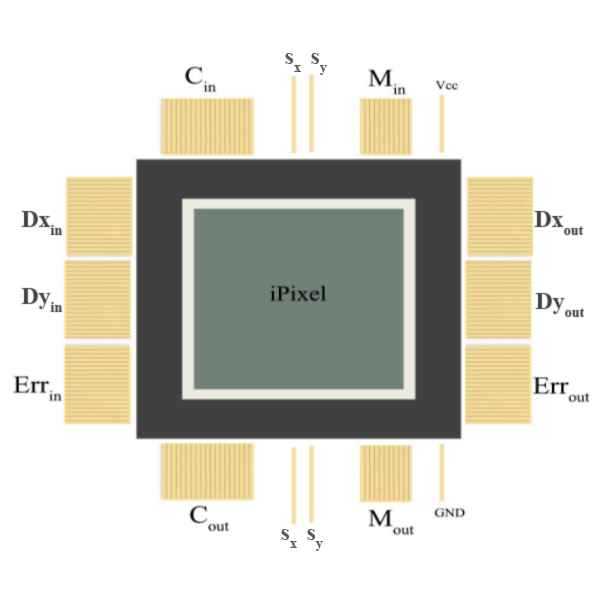 s_x s_y
C_in
M_in
Vcc
Dx_in
Dx_out
iPixel
Dy_in
Dy_out
Err_in
Err_out
C_out
M_out
GND
s_x s_y